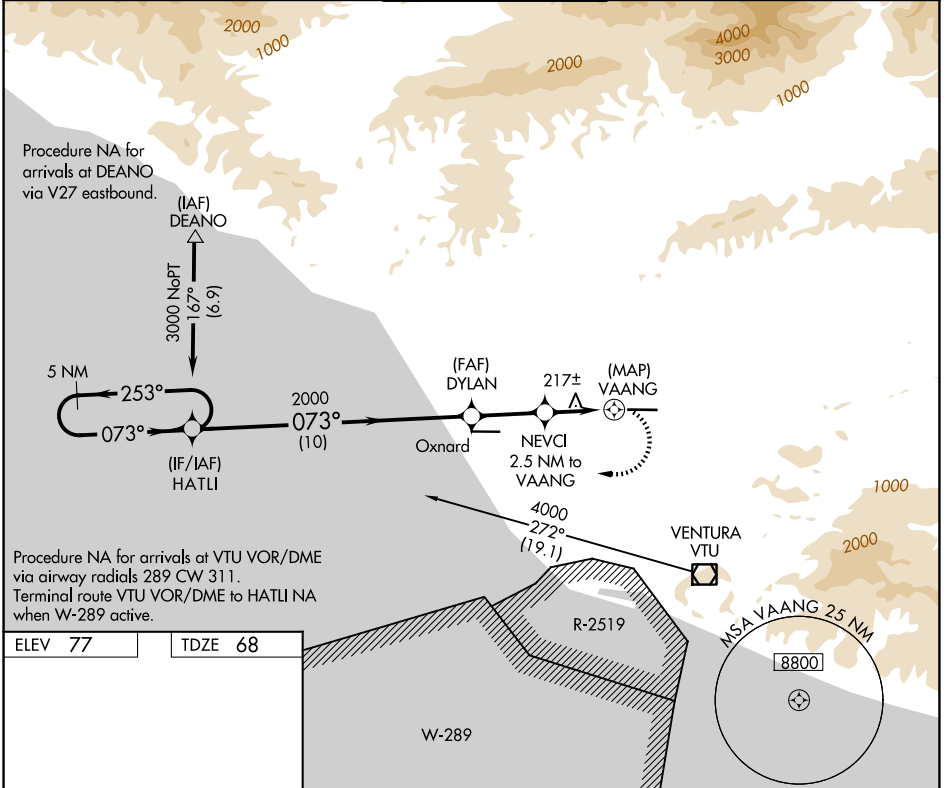 2000
1000
2000
4000
3000
1000
Procedure NA for
arrivals at DEANO
via V27 eastbound.
(IAF)
DEANO
3000 NoPT
167°
(6.9)
5 NM
253°
073°
(IF/IAF)
HATLI
2000
073°
(10)
(FAF)
DYLAN
Oxnard
217±
NEVCI
2.5 NM to
VAANG
(MAP)
VAANG
4000
272°
(19.1)
VENTURA
VTU
1000
2000
Procedure NA for arrivals at VTU VOR/DME
via airway radials 289 CW 311.
Terminal route VTU VOR/DME to HATLI NA
when W-289 active.
ELEV 77
TDZE 68
R-2519
W-289
MSA VAANG 25 NM
8800